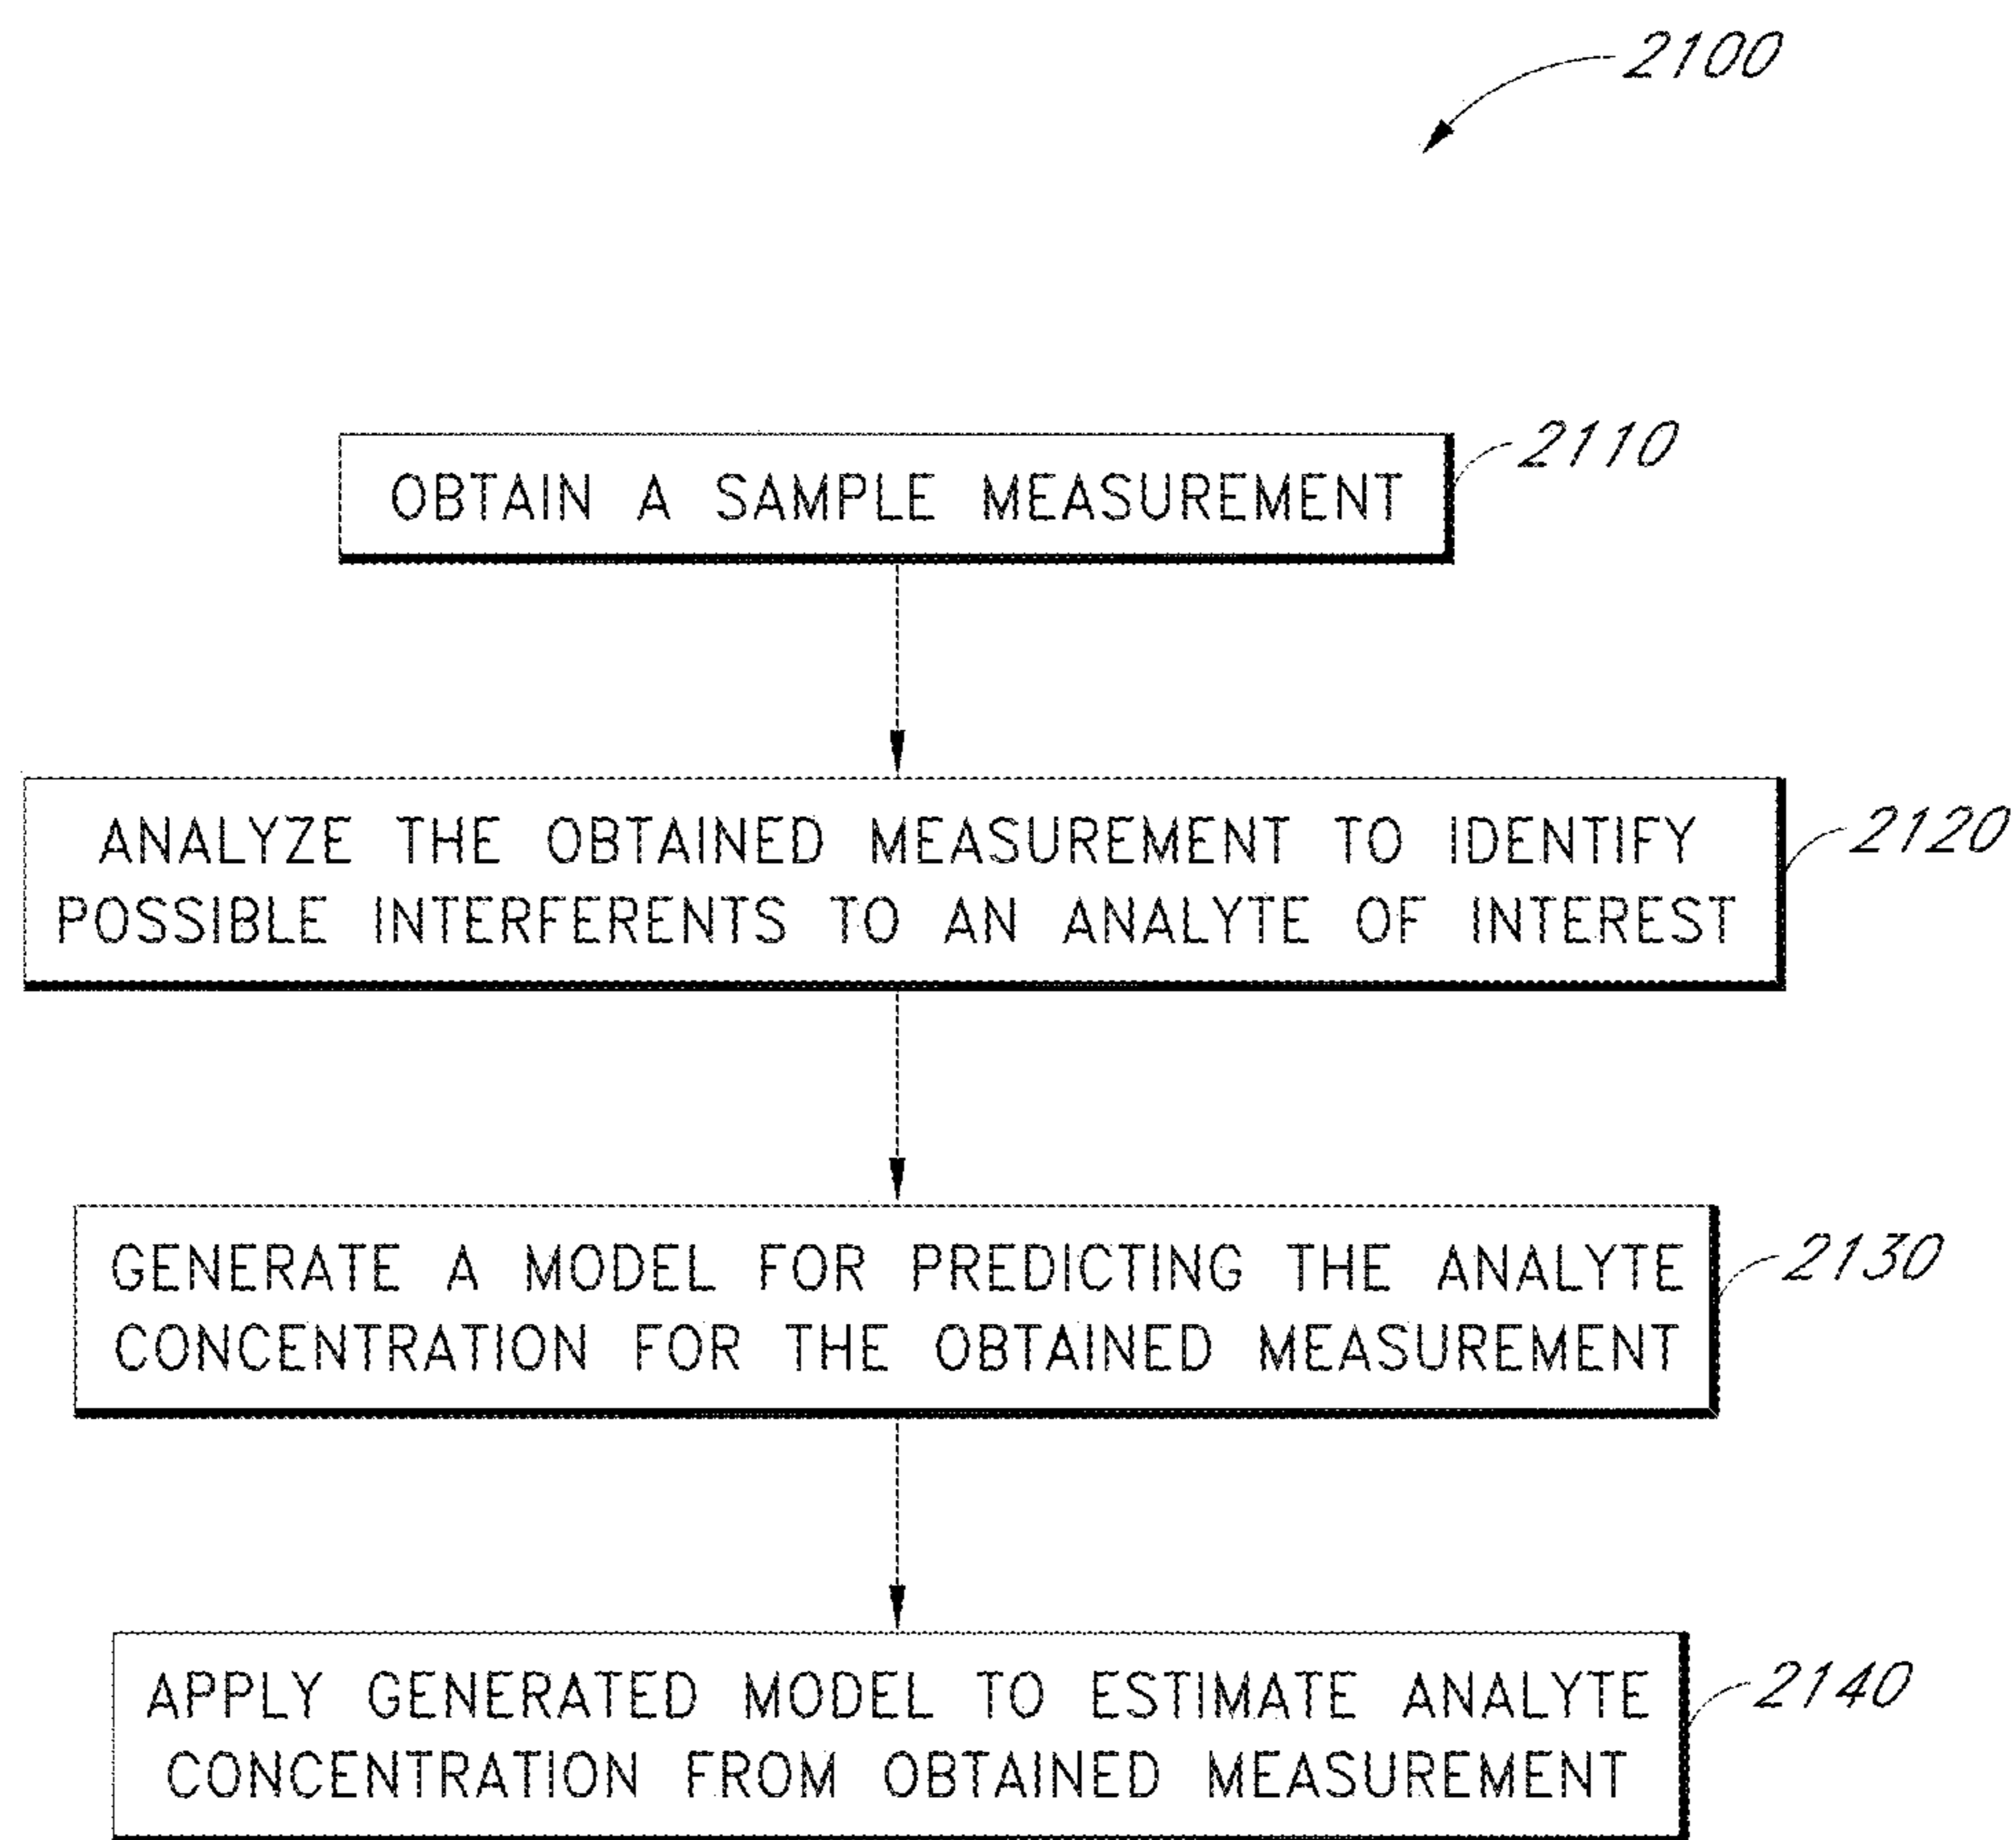 2100
OBTAIN A SAMPLE MEASUREMENT
2110
ANALYZE THE OBTAINED MEASUREMENT TO IDENTIFY
POSSIBLE INTERFERENTS TO AN ANALYTE OF INTEREST
2120
GENERATE A MODEL FOR PREDICTING THE ANALYTE
CONCENTRATION FOR THE OBTAINED MEASUREMENT
2130
APPLY GENERATED MODEL TO ESTIMATE ANALYTE
CONCENTRATION FROM OBTAINED MEASUREMENT
2140